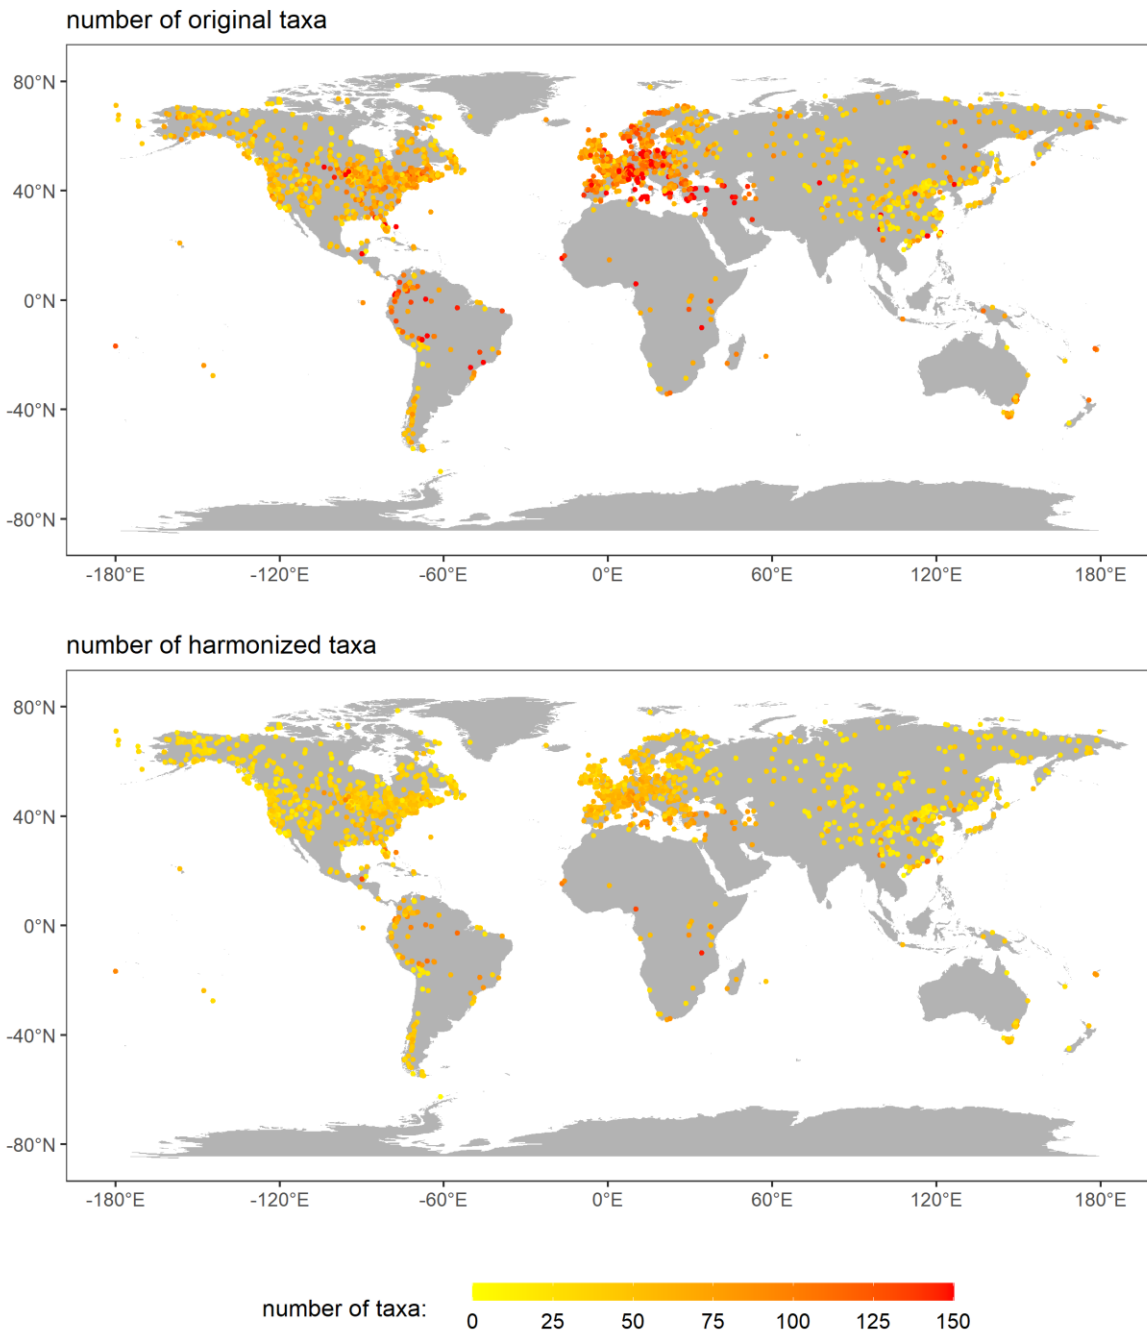 number of original taxa
80°N
40°N
0°N
-40°N
-80°N
-180°E -120°E -60°E 0°E 60°E 120°E 180°E
number of harmonized taxa
80°N
40°N
0°N
-40°N
-80°N
-180°E -120°E -60°E 0°E 60°E 120°E 180°E
number of taxa:
0 25 50 75 100 125 150